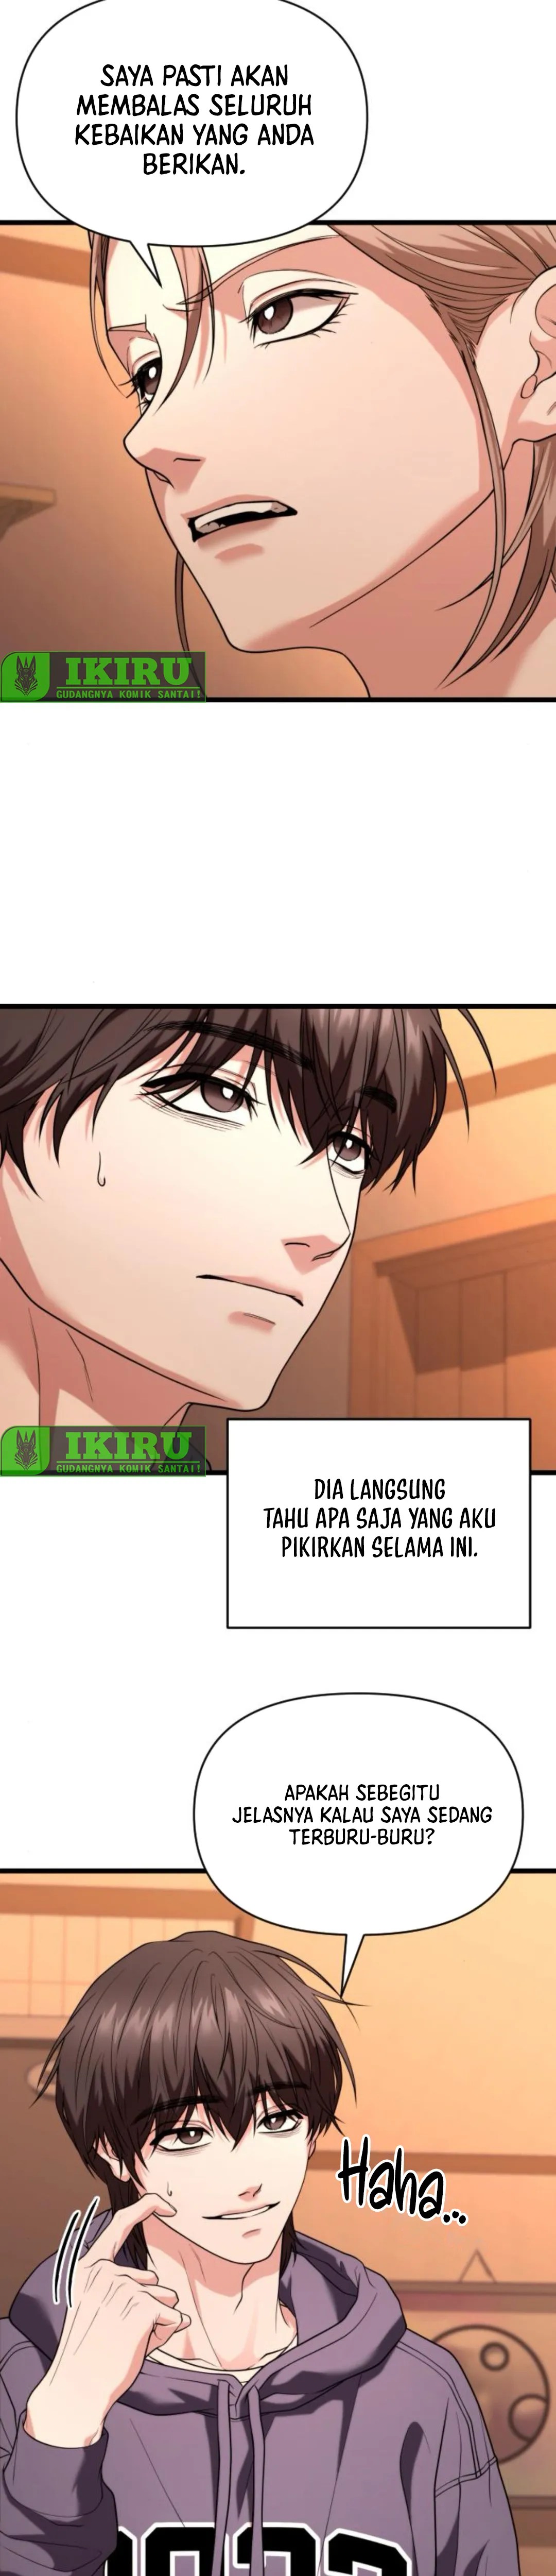 SAYA PASTI AKAN
MEMBALAS SELURUH
KEBAIKAN YANG ANDA
BERIKAN.
IKIRU
GUDANGNYA KOMIK SANTAI!
IKIRU
GUDANGNYA KOMIK SANTAI!
DIA LANGSUNG
TAHU APA SAJA YANG AKU
PIKIRKAN SELAMA INI.
APAKAH SEBEGITU
JELASNYA KALAU SAYA SEDANG
TERBURU-BURU?
Haha...